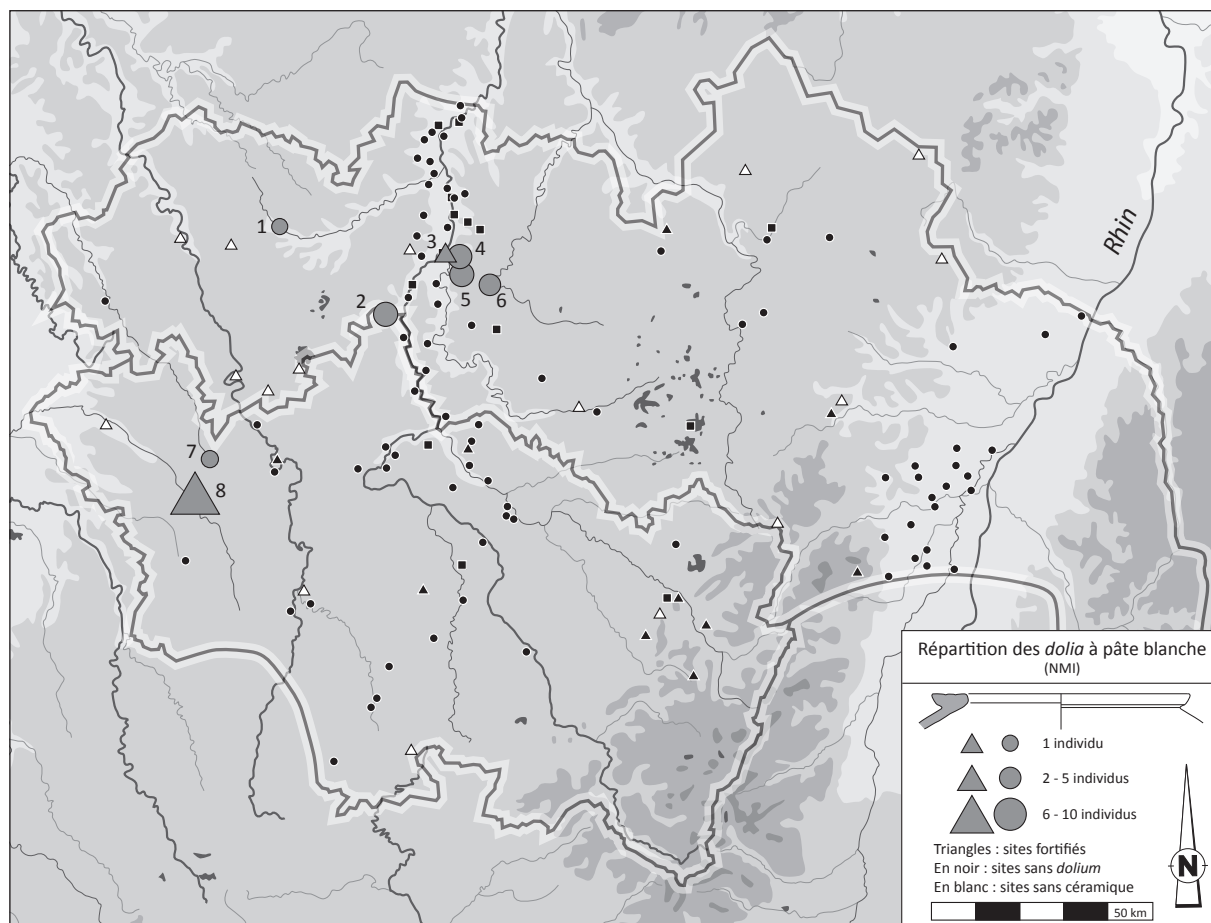 1
2
3
4
5
6
7
8
Rhin
Répartition des dolia à pâte blanche
(NMI)
1 individu
2 - 5 individus
6 - 10 individus
Triangles : sites fortifiés
En noir : sites sans dolium
En blanc : sites sans céramique
50 km
N